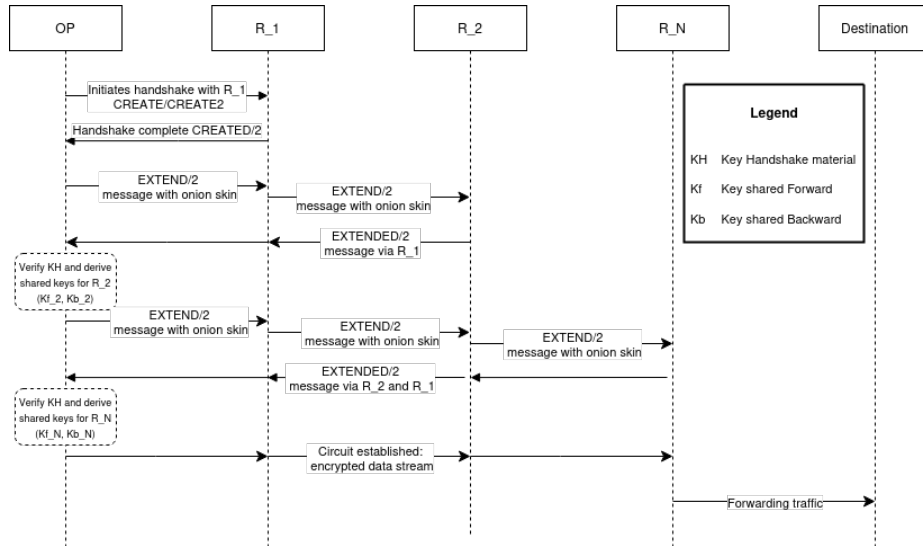 OP
R_1
R_2
R_N
Destination
Initiates handshake with R_1
CREATE/CREATE2
Handshake complete CREATED/2
EXTEND/2
message with onion skin
EXTEND/2
message with onion skin
EXTENDED/2
message via R_1
Verify KH and derive
shared keys for R_2
(Kf_2, Kb_2)
EXTEND/2
message with onion skin
EXTEND/2
message with onion skin
EXTEND/2
message with onion skin
EXTENDED/2
message via R_2 and R_1
Verify KH and derive
shared keys for R_N
(Kf_N, Kb_N)
Circuit established:
encrypted data stream
Forwarding traffic
Legend
KH Key Handshake material
Kf Key shared Forward
Kb Key shared Backward